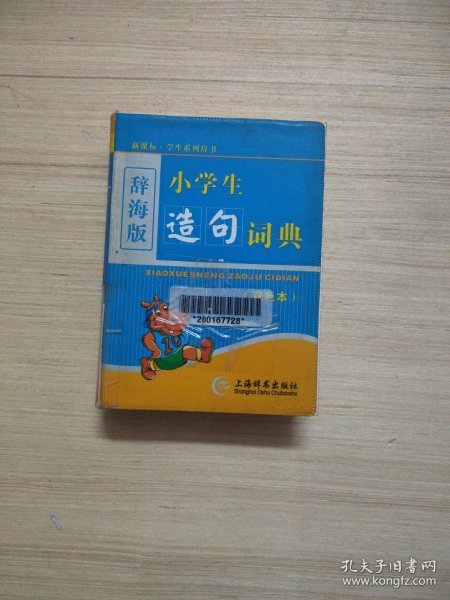 新课标·学生系列辞书
辞海版
小学生
造句词典
XIAOXUESHENG ZAOJU CIDIAN
色本）
*200167728*
上海辞书出版社
Shanghai Cishu Chubanshe
孔夫子旧书网
www.kongfz.com